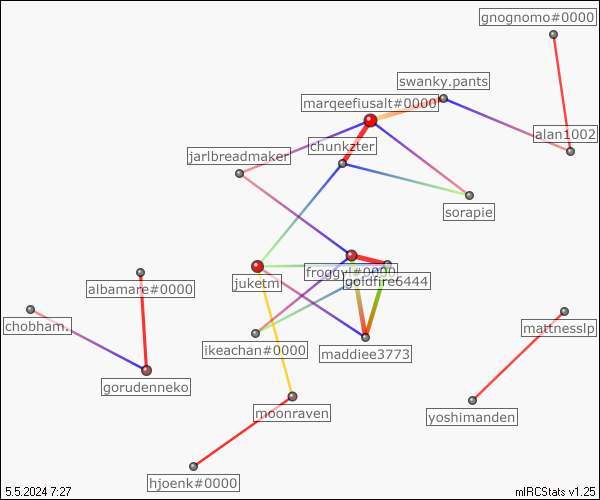 gnognomo#0000
swanky.pants
marqeefiusalt#0000
alan1002
chunkzter
jarlbreadmaker
sorapie
froggyl#0000
goldfire6444
juketm
albamare#0000
chobham.
mattnesslp
ikeachan#0000
maddiee3773
gorudenneko
moonraven
yoshimanden
hjoenk#0000
5.5.2024 7:27
mIRCStats v1.25